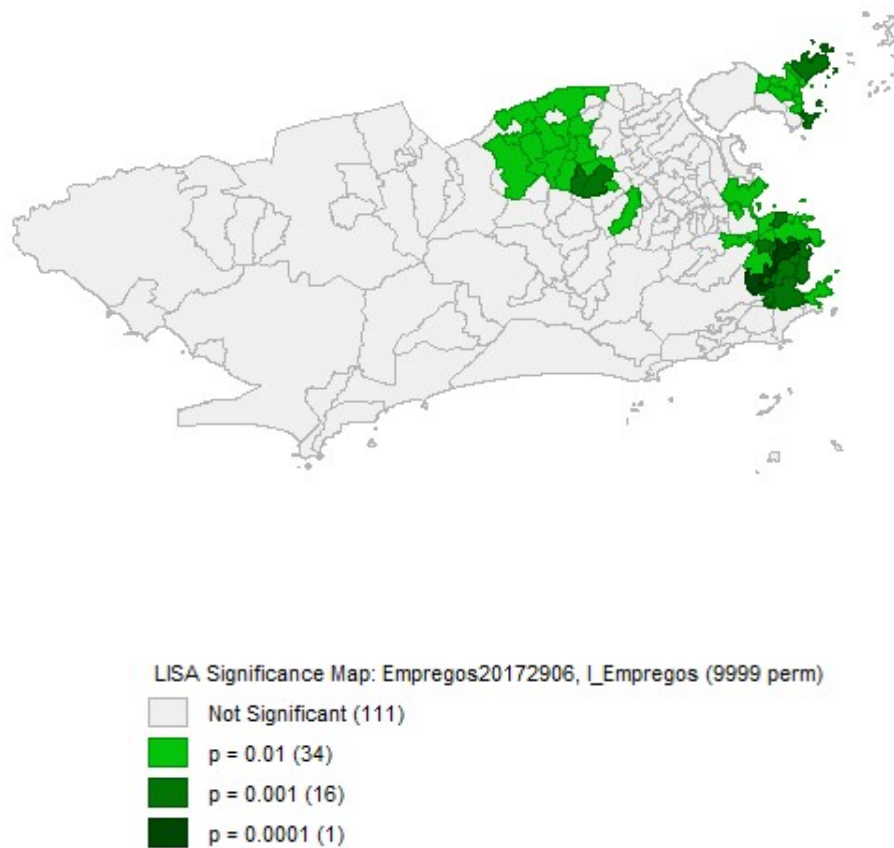 LISA Significance Map: Empregos20172906, I_Empregos (9999 perm)
Not Significant (111)
p = 0.01 (34)
p = 0.001 (16)
p = 0.0001 (1)